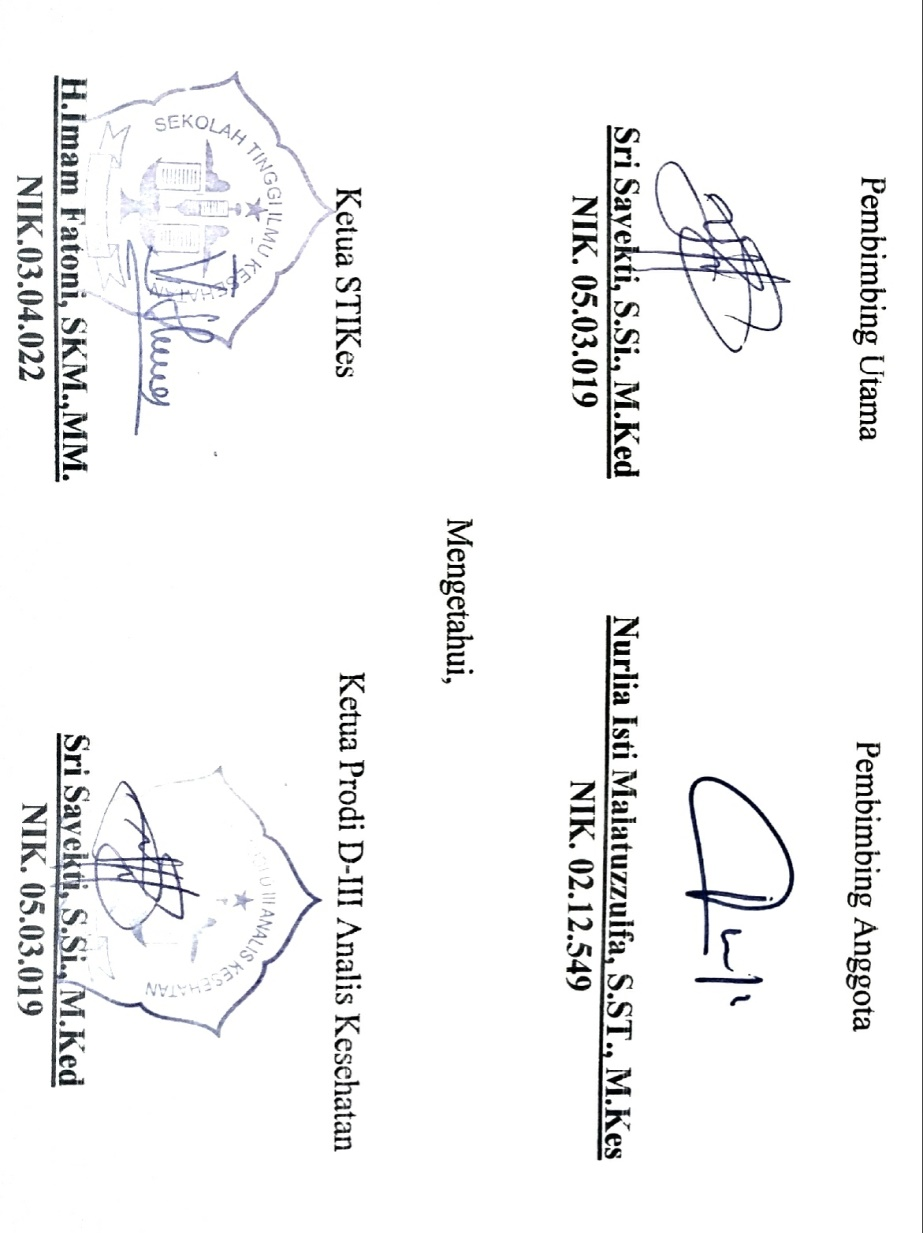 Pembimbing Utama
Pembimbing Anggota
Sri Sayekti, S.Si., M.Ked
NIK. 05.03.019
Nurlia Isti Malatuzzulfa, S.ST., M.Kes
NIK. 02.12.549
Mengetahui,
Ketua STIKes
Ketua Prodi D-III Analis Kesehatan
SEKOLAH TINGGI ILMU KESEHATAN
D III ANALIS KESEHATAN
H.Imam Fatoni, SKM.,MM.
NIK.03.04.022
Sri Sayekti, S.Si., M.Ked
NIK. 05.03.019